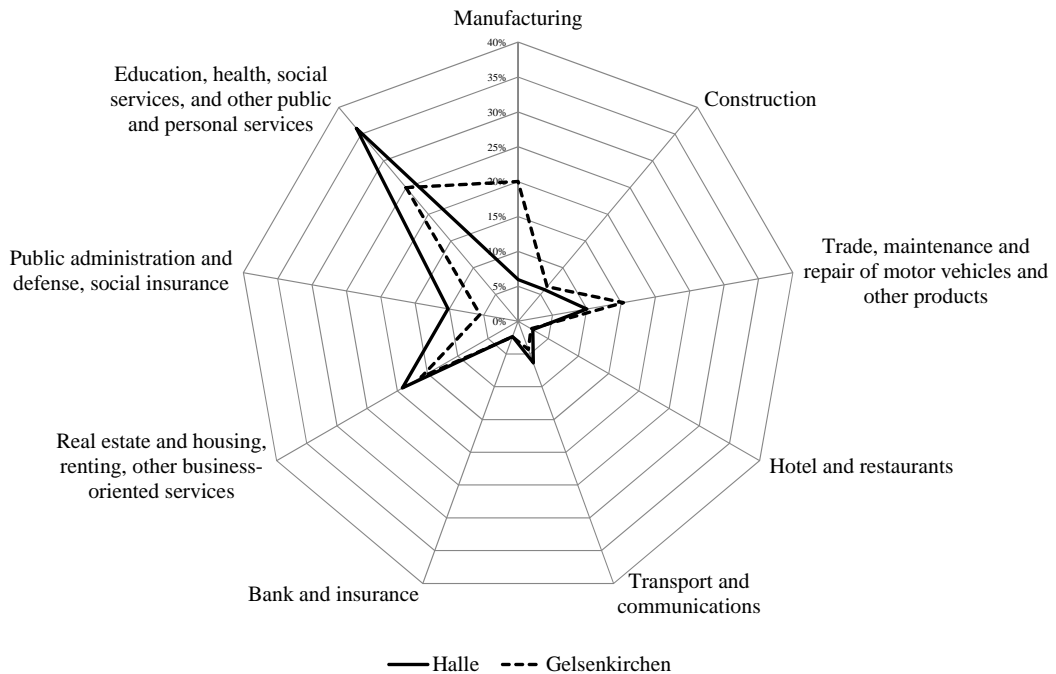 Manufacturing
40%
35%
30%
25%
20%
15%
10%
5%
0%
Construction
Trade, maintenance and
repair of motor vehicles and
other products
Hotel and restaurants
Transport and
communications
Bank and insurance
Real estate and housing,
renting, other business-
oriented services
Public administration and
defense, social insurance
Education, health, social
services, and other public
and personal services
Halle
Gelsenkirchen